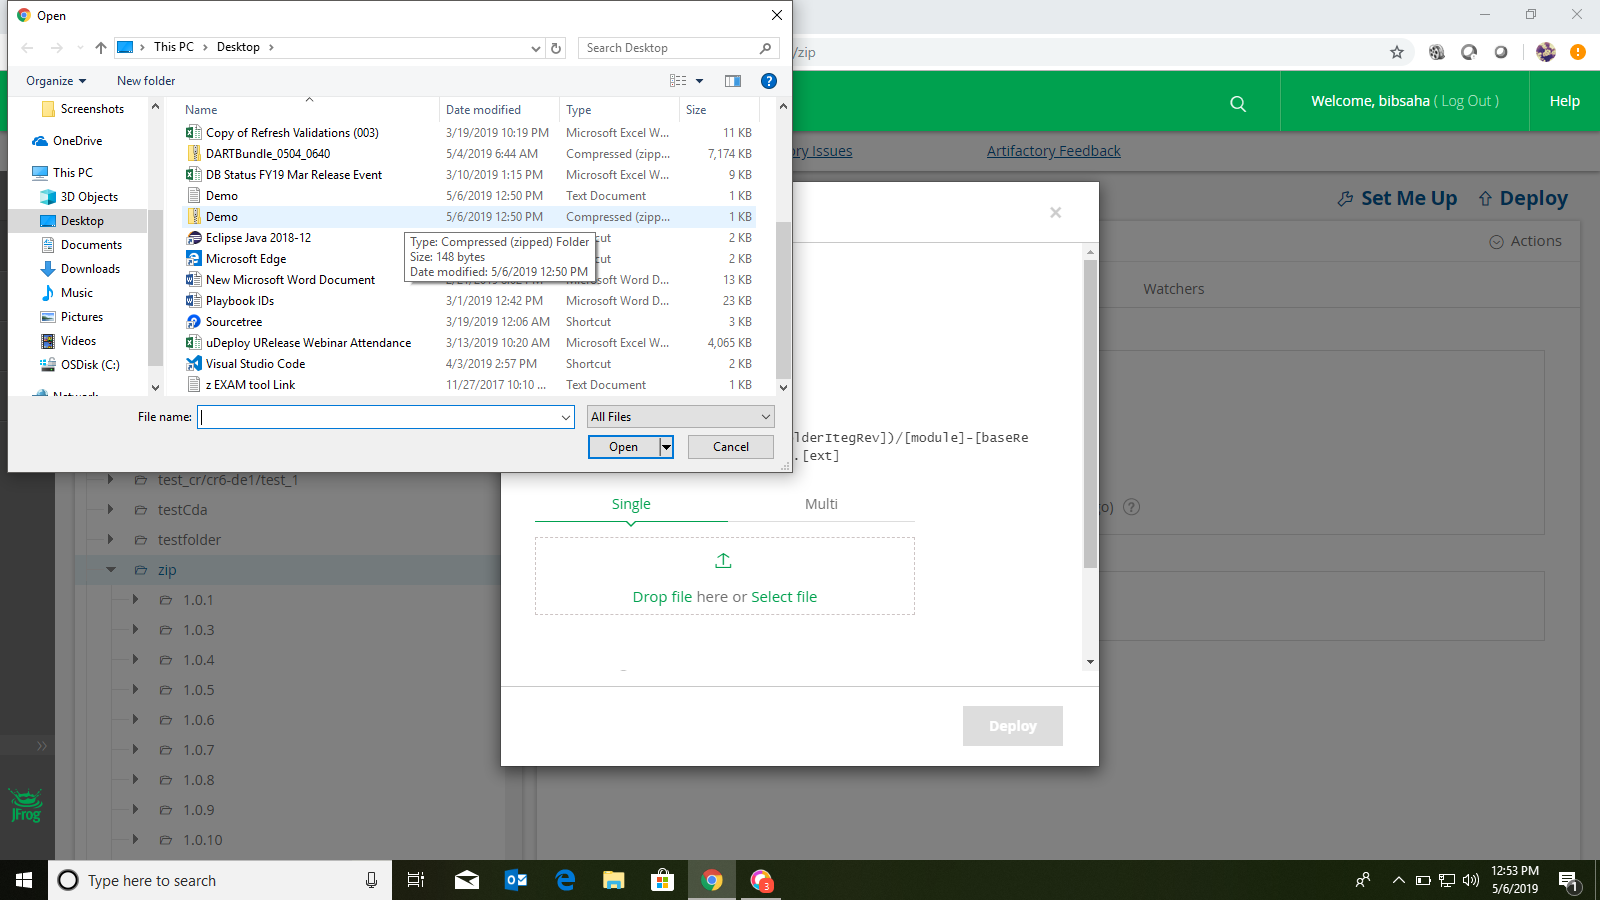 Open
This PC > Desktop >
Search Desktop
/zip
Organize
New folder
Welcome, bibsaha ( Log Out )
Help
Screenshots
OneDrive
This PC
3D Objects
Desktop
Documents
Downloads
Music
Pictures
Videos
OSDisk (C:)
Network
Name Date modified Type Size
Copy of Refresh Validations (003) 3/19/2019 10:19 PM Microsoft Excel W... 11 KB
DARTBundle_0504_0640 5/4/2019 6:44 AM Compressed (zipp... 7,174 KB
DB Status FY19 Mar Release Event 3/10/2019 1:15 PM Microsoft Excel W... 9 KB
Demo 5/6/2019 12:50 PM Text Document 1 KB
Demo 5/6/2019 12:50 PM Compressed (zipp... 1 KB
Eclipse Java 2018-12 cut 2 KB
Microsoft Edge cut 2 KB
New Microsoft Word Document Microsoft Word D... 13 KB
Playbook IDs 3/1/2019 12:42 PM Microsoft Word D... 23 KB
Sourcetree 3/19/2019 12:06 AM Shortcut 3 KB
uDeploy URelease Webinar Attendance 3/13/2019 10:20 AM Microsoft Excel W... 4,065 KB
Visual Studio Code 4/3/2019 2:57 PM Shortcut 2 KB
z EXAM tool Link 11/27/2017 10:10 ... Text Document 1 KB
Type: Compressed (zipped) Folder
Size: 148 bytes
Date modified: 5/6/2019 12:50 PM
File name:
All Files
Open
Cancel
ory Issues
Artifactory Feedback
Set Me Up
Deploy
Actions
Watchers
×
lderItegRev])/[module]-[baseRe
.[ext]
Single
Multi
Drop file here or Select file
Deploy
o)
?
test_cr/cr6-de1/test_1
testCda
testfolder
zip
1.0.1
1.0.3
1.0.4
1.0.5
1.0.6
1.0.7
1.0.8
1.0.9
1.0.10
JFrog
Type here to search
3
12:53 PM
5/6/2019
1